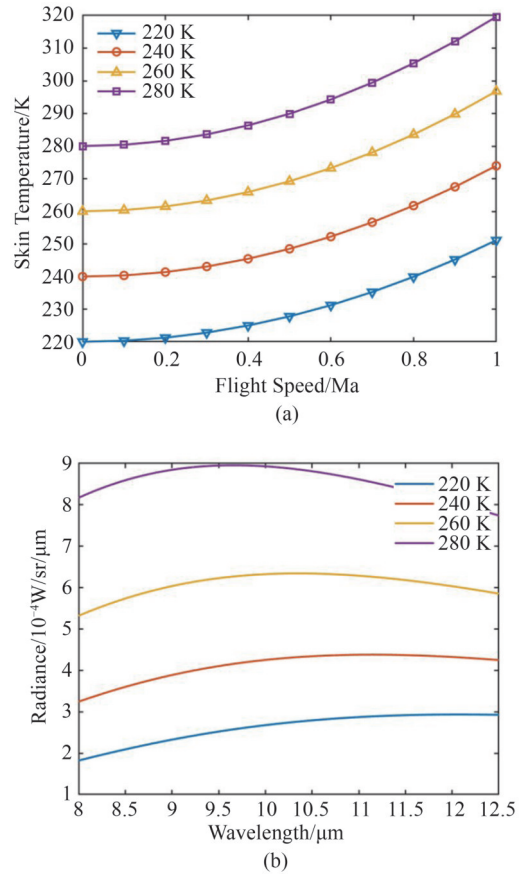 320
310
300
290
280
270
260
250
240
230
220
Skin Temperature/K
220 K
240 K
260 K
280 K
0 0.2 0.4 0.6 0.8 1
Flight Speed/Ma
(a)
9
8
7
6
5
4
3
2
1
Radiance/10⁻⁴W/sr/μm
220 K
240 K
260 K
280 K
8 8.5 9 9.5 10 10.5 11 11.5 12 12.5
Wavelength/μm
(b)